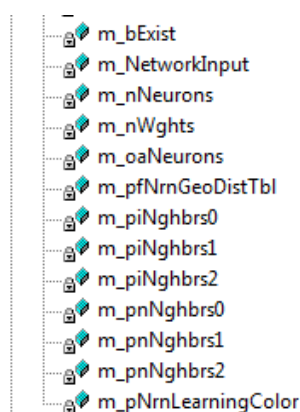 m_bExist
m_NetworkInput
m_nNeurons
m_nWghts
m_oaNeurons
m_pfNrnGeoDistTbl
m_piNghbrs0
m_piNghbrs1
m_piNghbrs2
m_pnNghbrs0
m_pnNghbrs1
m_pnNghbrs2
m_pNrnLearningColor